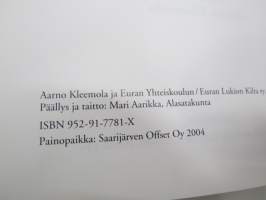 Aarno Kleemola ja Euran Yhteiskoulun / Euran Lukion Kilta ry.
Päällys ja taitto: Mari Aarikka, Alasatakunta
ISBN 952-91-7781-X
Painopaikka: Saarijärven Offset Oy 2004